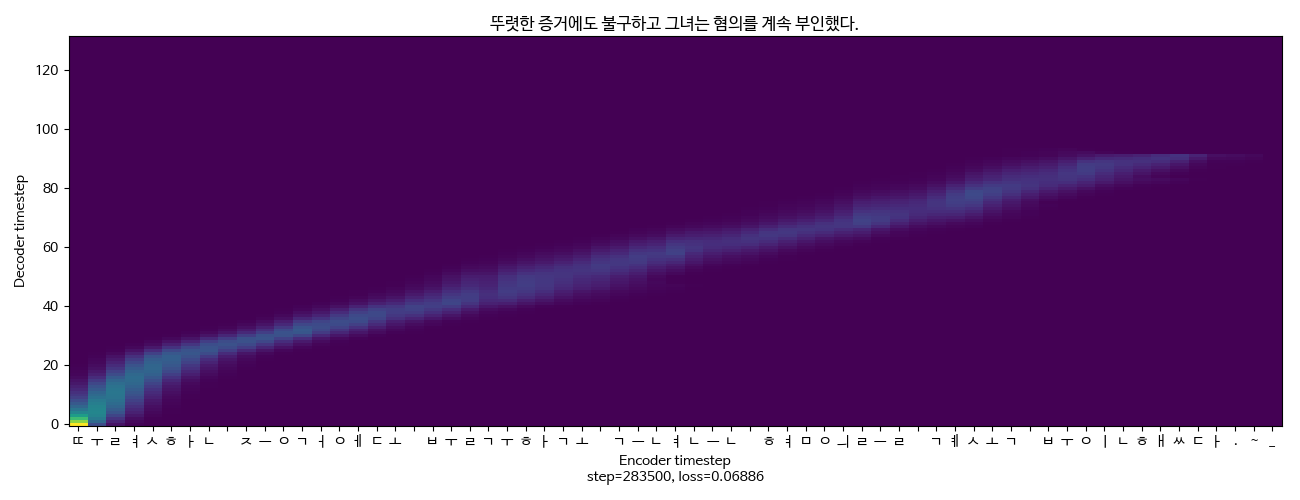 뚜렷한 증거에도 불구하고 그녀는 혐의를 계속 부인했다.
120
100
80
60
40
20
0
Decoder timestep
ㄸ ㅜ ㄹ ㅕ ㅅ ㅎ ㅏ ㄴ ㅈ ㅡ ㅇ ㄱ ㅓ ㅇ ㅔ ㄷ ㅗ ㅂ ㅜ ㄹ ㄱ ㅜ ㅎ ㅏ ㄱ ㅗ ㄱ ㅡ ㄴ ㅕ ㄴ ㅡ ㄴ ㅎ ㅕ ㅁ ㅇ ㅢ ㄹ ㅡ ㄹ ㄱ ㅖ ㅅ ㅗ ㄱ ㅂ ㅜ ㅇ ㅣ ㄴ ㅎ ㅐ ㅆ ㄷ ㅏ . ~ _
Encoder timestep
step=283500, loss=0.06886